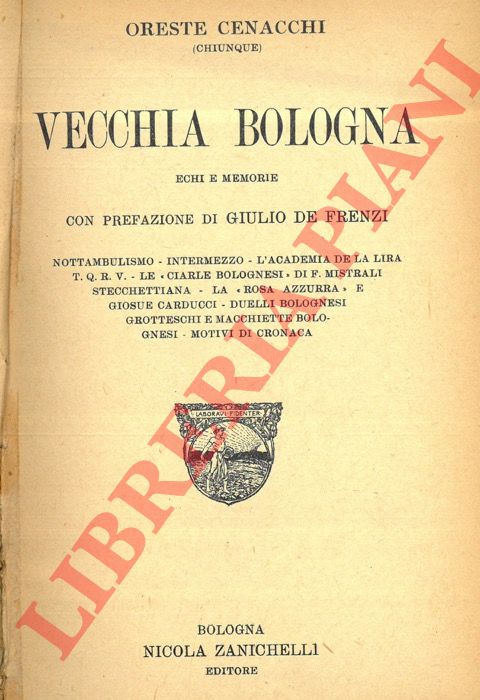 ORESTE CENACCHI
(CHIUNQUE)
VECCHIA BOLOGNA
ECHI E MEMORIE
CON PREFAZIONE DI GIULIO DE FRENZI
NOTTAMBULISMO - INTERMEZZO - L'ACADEMIA DE LA LIRA
T. Q. R. V. - LE «CIARLE BOLOGNESI» DI F. MISTRALI
STECCHETTIANA - LA «ROSA AZZURRA» E
GIOSUE CARDUCCI - DUELLI BOLOGNESI
GROTTESCHI E MACCHIETTE BOLO-
GNESI - MOTIVI DI CRONACA
LABORAVI FIDENTER
BOLOGNA
NICOLA ZANICHELLI
EDITORE
LIBRERIA PIANI